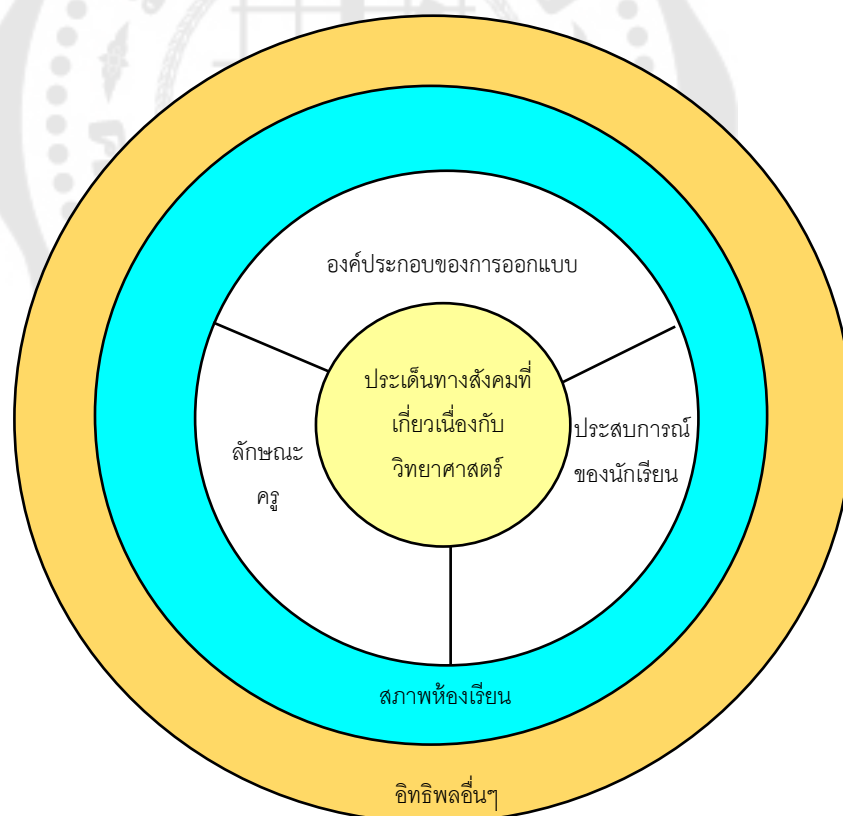 องค์ประกอบของการออกแบบ
ประเด็นทางสังคมที่
เกี่ยวเนื่องกับ
วิทยาศาสตร์
ลักษณะ
ครู
ประสบการณ์
ของนักเรียน
สภาพห้องเรียน
อิทธิพลอื่นๆ